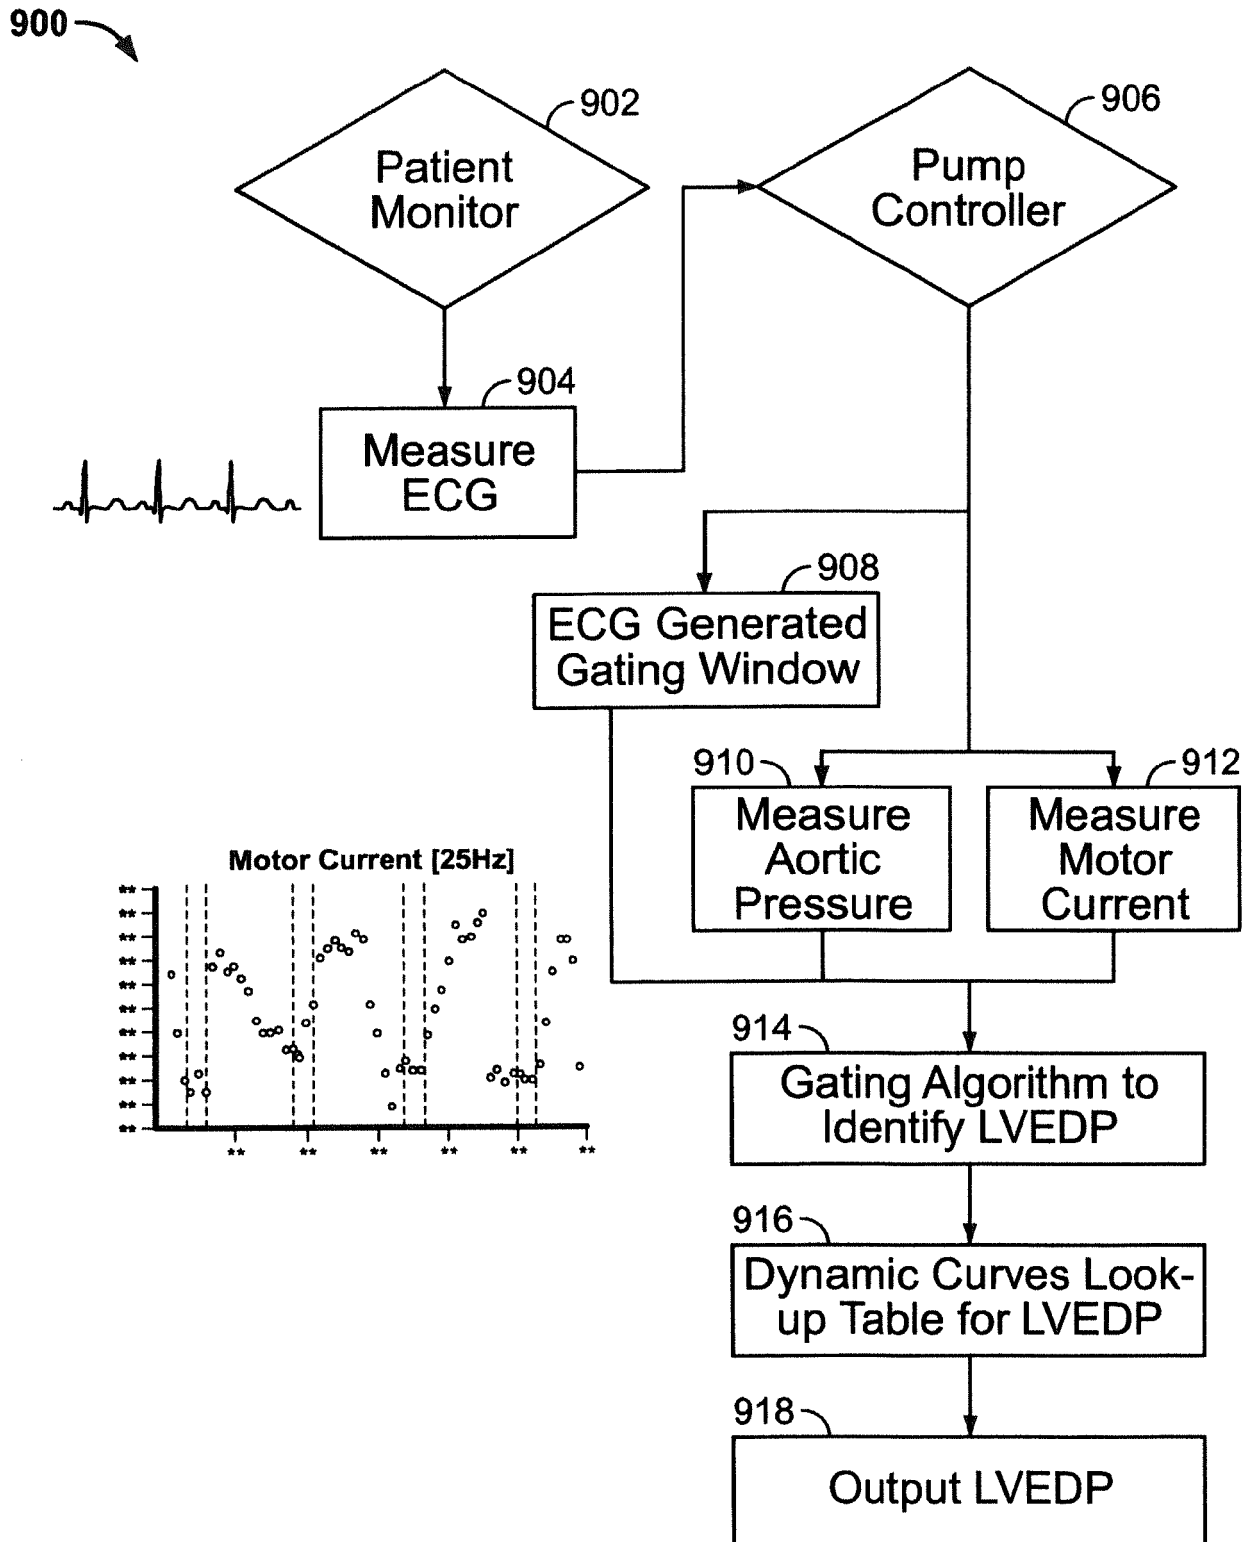 900
902
Patient
Monitor
906
Pump
Controller
904
Measure
ECG
908
ECG Generated
Gating Window
910
Measure
Aortic
Pressure
912
Measure
Motor
Current
Motor Current [25Hz]
**
**
**
**
**
**
**
**
**
**
**
** ** ** ** ** **
914
Gating Algorithm to
Identify LVEDP
916
Dynamic Curves Look-
up Table for LVEDP
918
Output LVEDP